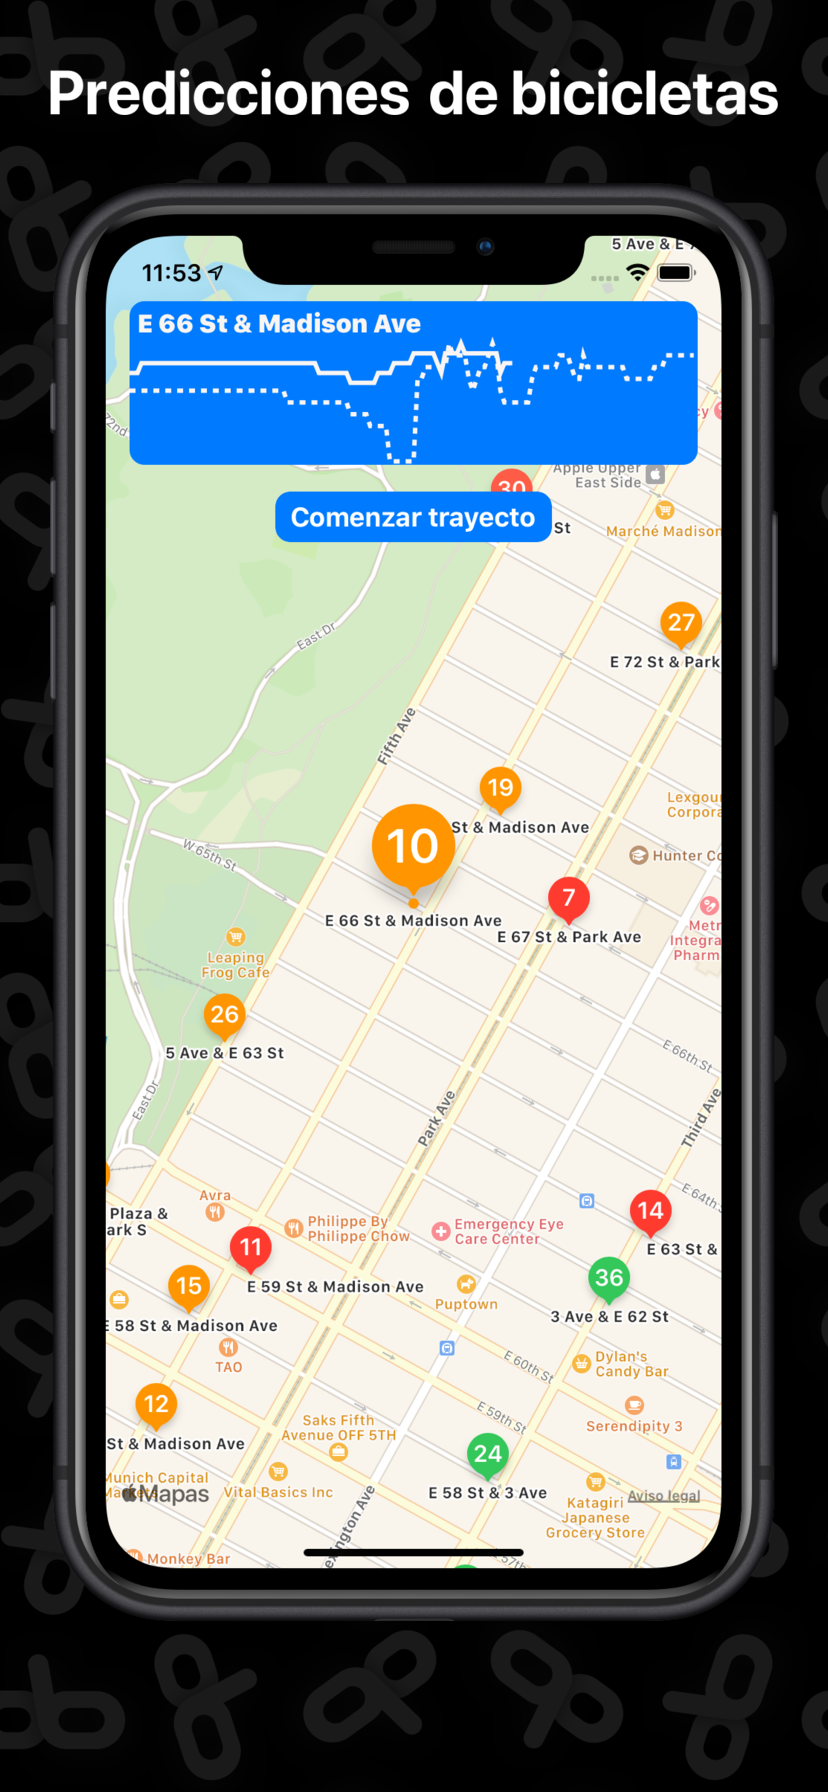 Predicciones de bicicletas
5 Ave & E
11:53
E 66 St & Madison Ave
72nd
Apple Upper
East Side
30
Comenzar trayecto
St
Marché Madison
27
E 72 St & Park
East Dr
Fifth Ave
19
St & Madison Ave
10
Lexgour
Corpora
W 65th St
Hunter Co
E 66 St & Madison Ave
7
E 67 St & Park Ave
Metr
Integra
Pharm
Leaping
Frog Cafe
26
5 Ave & E 63 St
E 66th St
East Dr
Park Ave
Third Ave
E 64th S
Avra
Plaza &
ark S
Philippe By
Philippe Chow
Emergency Eye
Care Center
14
E 63 St &
11
E 59 St & Madison Ave
36
3 Ave & E 62 St
15
E 58 St & Madison Ave
Puptown
TAO
E 60th St
Dylan's
Candy Bar
12
St & Madison Ave
E 59th St
Saks Fifth
Avenue OFF 5TH
Serendipity 3
24
E 58 St & 3 Ave
Munich Capital
Markets
Mapas
Vital Basics Inc
Aviso legal
Katagiri
Japanese
Grocery Store
exington Ave
Monkey Bar
57th